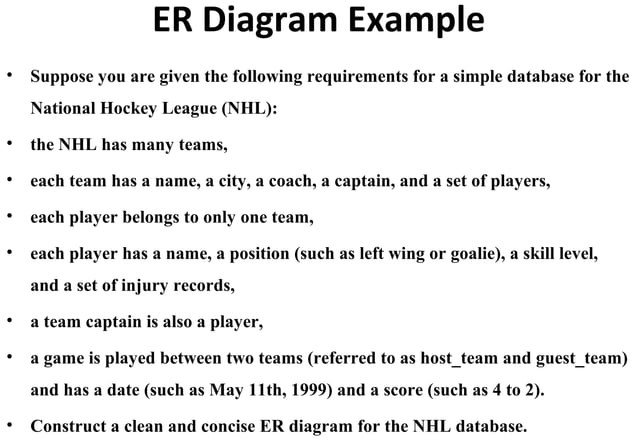 ER Diagram Example
• Suppose you are given the following requirements for a simple database for the
National Hockey League (NHL):
• the NHL has many teams,
• each team has a name, a city, a coach, a captain, and a set of players,
• each player belongs to only one team,
• each player has a name, a position (such as left wing or goalie), a skill level,
and a set of injury records,
• a team captain is also a player,
• a game is played between two teams (referred to as host_team and guest_team)
and has a date (such as May 11th, 1999) and a score (such as 4 to 2).
• Construct a clean and concise ER diagram for the NHL database.